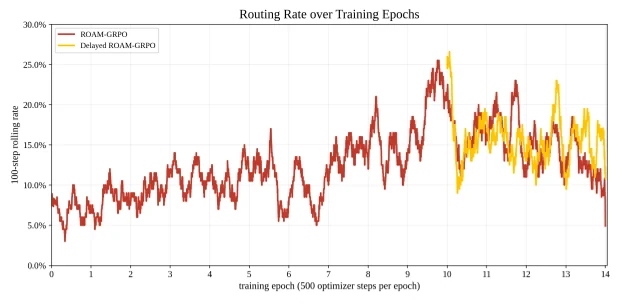 Routing Rate over Training Epochs
30.0%
25.0%
20.0%
15.0%
10.0%
5.0%
0.0%
100-step rolling rate
ROAM-GRPO
Delayed ROAM-GRPO
0 1 2 3 4 5 6 7 8 9 10 11 12 13 14
training epoch (500 optimizer steps per epoch)